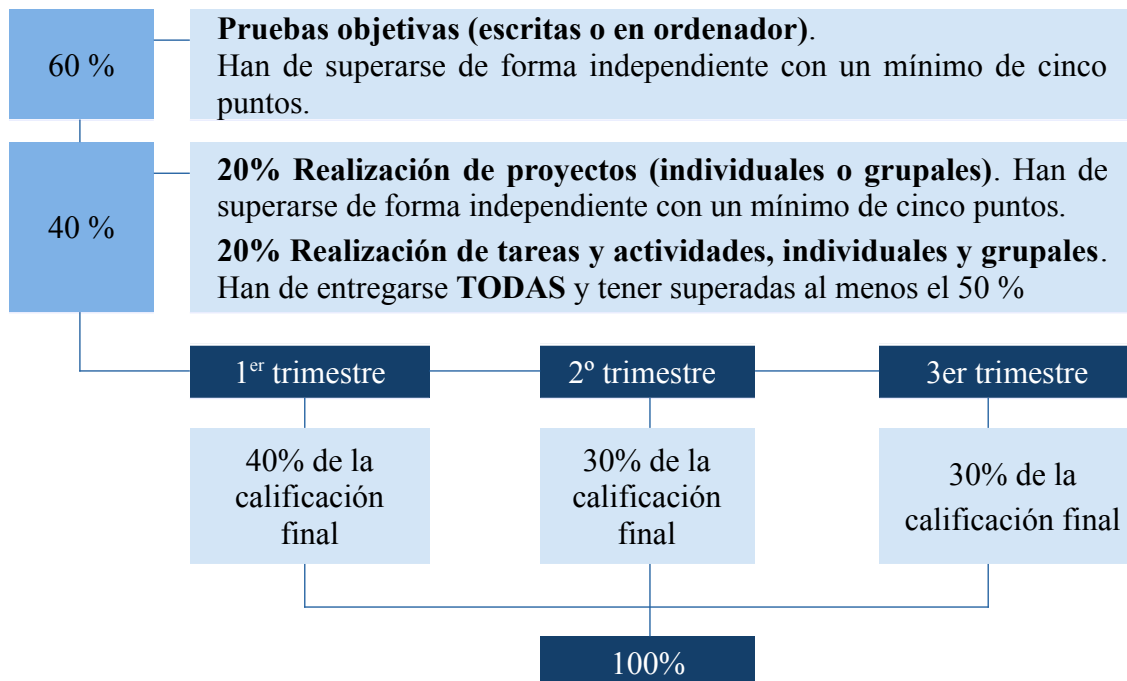 60 %
Pruebas objetivas (escritas o en ordenador).
Han de superarse de forma independiente con un mínimo de cinco
puntos.
40 %
20% Realización de proyectos (individuales o grupales). Han de
superarse de forma independiente con un mínimo de cinco puntos.
20% Realización de tareas y actividades, individuales y grupales.
Han de entregarse TODAS y tener superadas al menos el 50 %
1er trimestre
2º trimestre
3er trimestre
40% de la
calificación
final
30% de la
calificación
final
30% de la
calificación final
100%